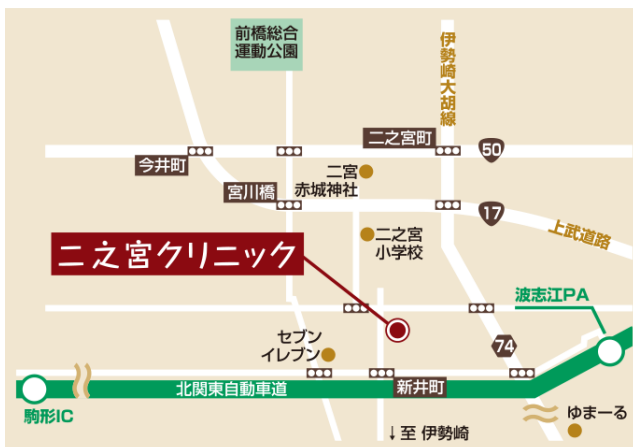 前橋総合
運動公園
伊勢崎大胡線
二之宮町
50
今井町
二宮
赤城神社
宮川橋
17
上武道路
二之宮
小学校
二之宮クリニック
波志江PA
セブン
イレブン
74
北関東自動車道
新井町
駒形IC
ゆまーる
↓至 伊勢崎